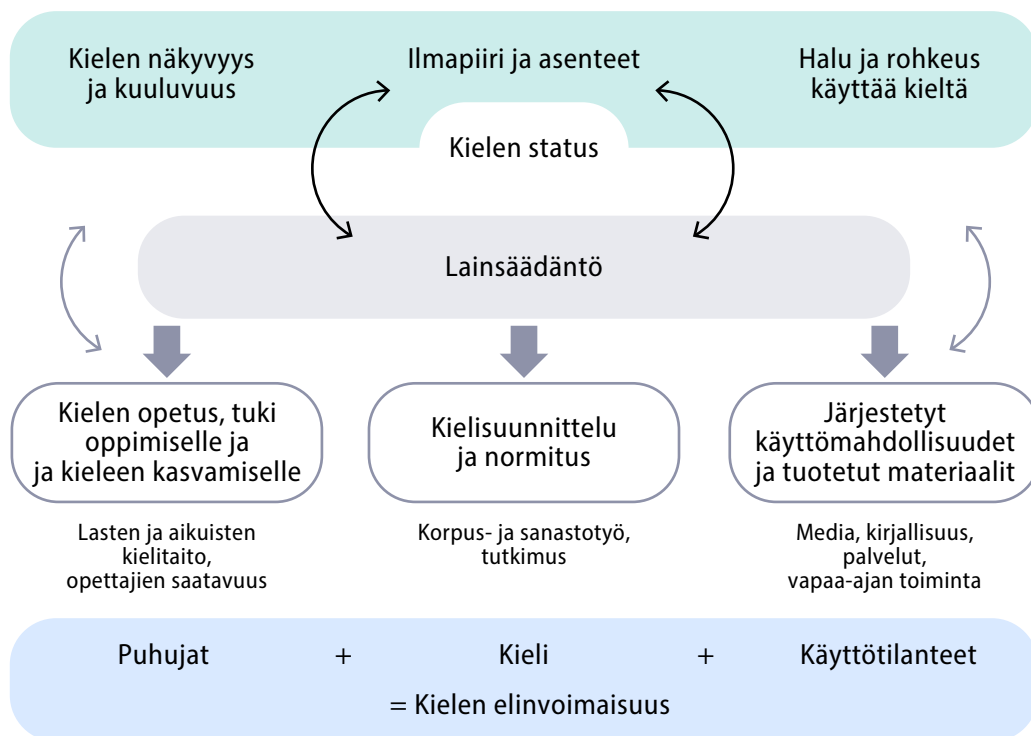 Kielen näkyvyys
ja kuuluvuus
Ilmapiiri ja asenteet
Halu ja rohkeus
käyttää kieltä
Kielen status
Lainsäädäntö
Kielen opetus, tuki
oppimiselle ja
ja kieleen kasvamiselle
Kielisuunnittelu
ja normitus
Järjestetyt
käyttömahdollisuudet
ja tuotetut materiaalit
Lasten ja aikuisten
kielitaito,
opettajien saatavuus
Korpus- ja sanastotyö,
tutkimus
Media, kirjallisuus,
palvelut,
vapaa-ajan toiminta
Puhujat + Kieli + Käyttötilanteet
= Kielen elinvoimaisuus